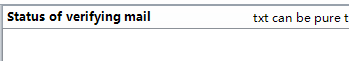 Status of verifying mail
txt can be pure t